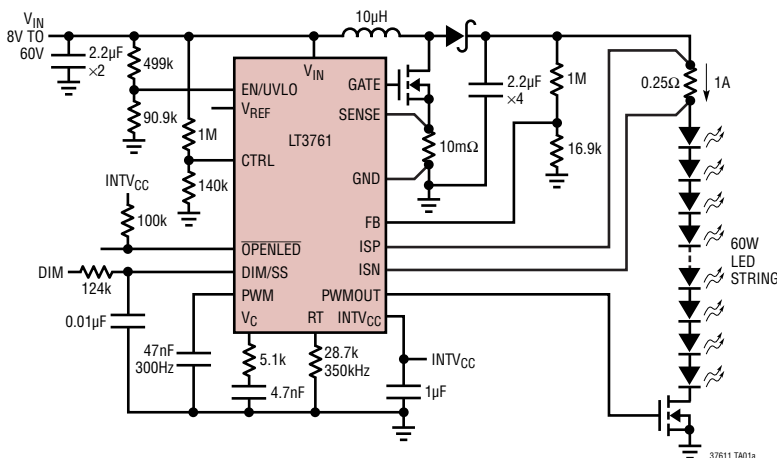 V_IN
8V TO
60V
2.2µF
×2
499k
90.9k
1M
140k
INTV_CC
100k
DIM
124k
0.01µF
47nF
300Hz
5.1k
4.7nF
28.7k
350kHz
1µF
INTV_CC
V_IN
EN/UVLO
V_REF
LT3761
CTRL
OPENLED
DIM/SS
PWM
V_C
RT
GATE
SENSE
GND
FB
ISP
ISN
PWMOUT
INTV_CC
10µH
10mΩ
2.2µF
×4
1M
16.9k
0.25Ω
1A
60W
LED
STRING
37611 TA01a